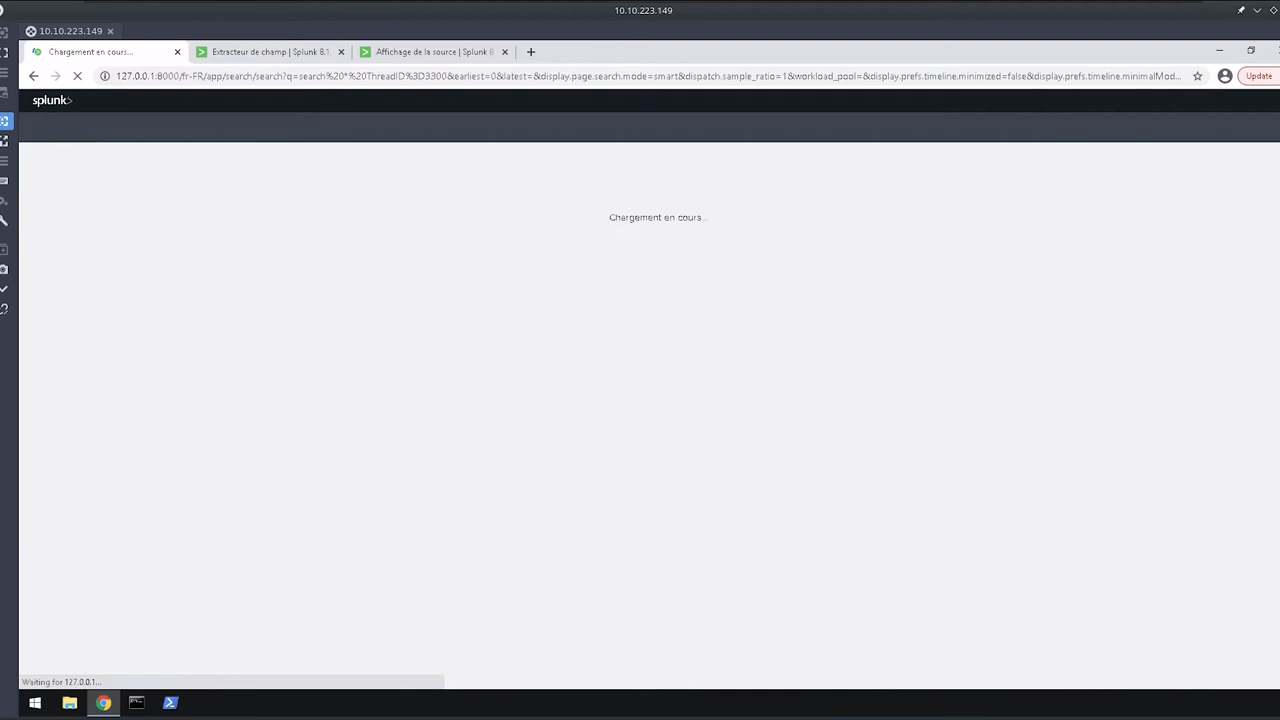 10.10.223.149
10.10.223.149
Chargement en cours...
Extracteur de champ | Splunk 8.1.
Affichage de la source | Splunk 8
127.0.0.1:8000/fr-FR/app/search/search?q=search%20*%20ThreadID%3D3300&earliest=0&latest=&display.page.search.mode=smart&dispatch.sample_ratio=1&workload_pool=&display.prefs.timeline.minimized=false&display.prefs.timeline.minimalMod...
Update
splunk>
Chargement en cours...
Waiting for 127.0.0.1...